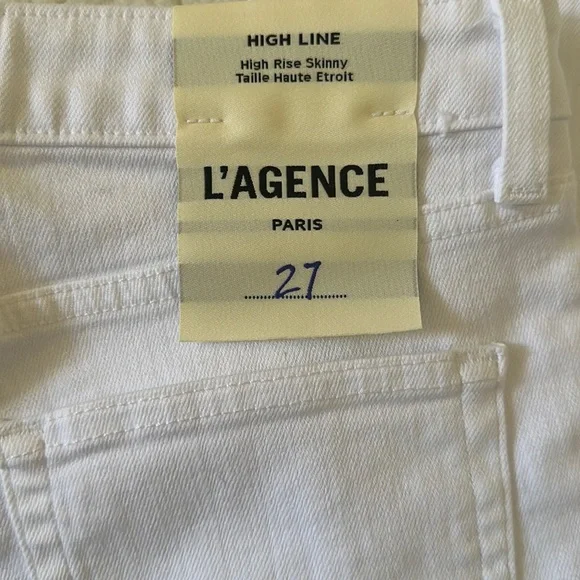 HIGH LINE
High Rise Skinny
Taille Haute Etroit
L'AGENCE
PARIS
27